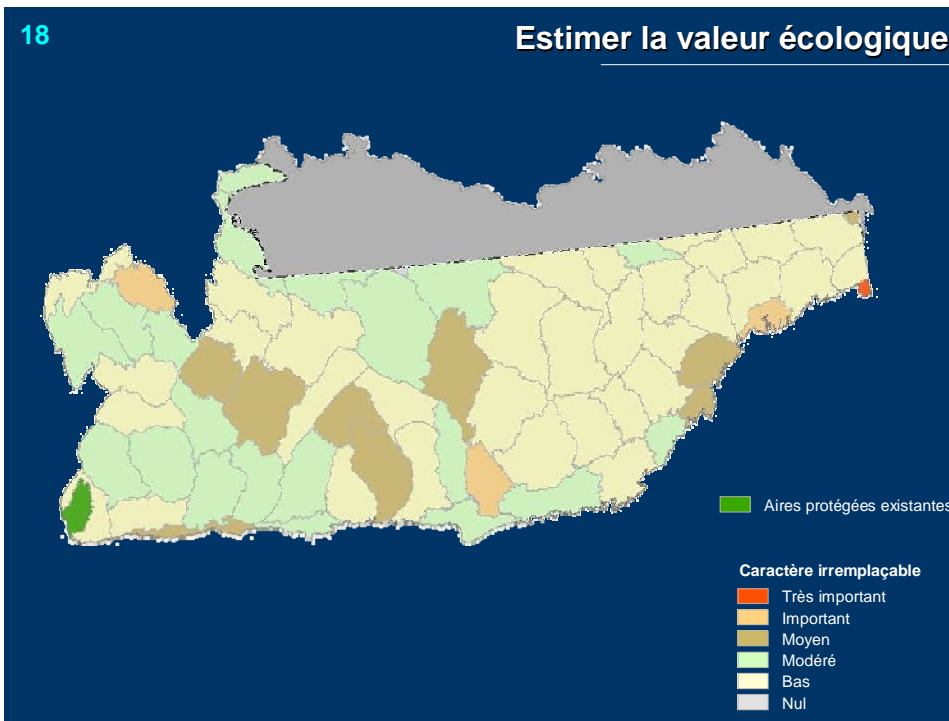 18
Estimer la valeur écologique
Aires protégées existantes
Caractère irremplaçable
Très important
Important
Moyen
Modéré
Bas
Nul